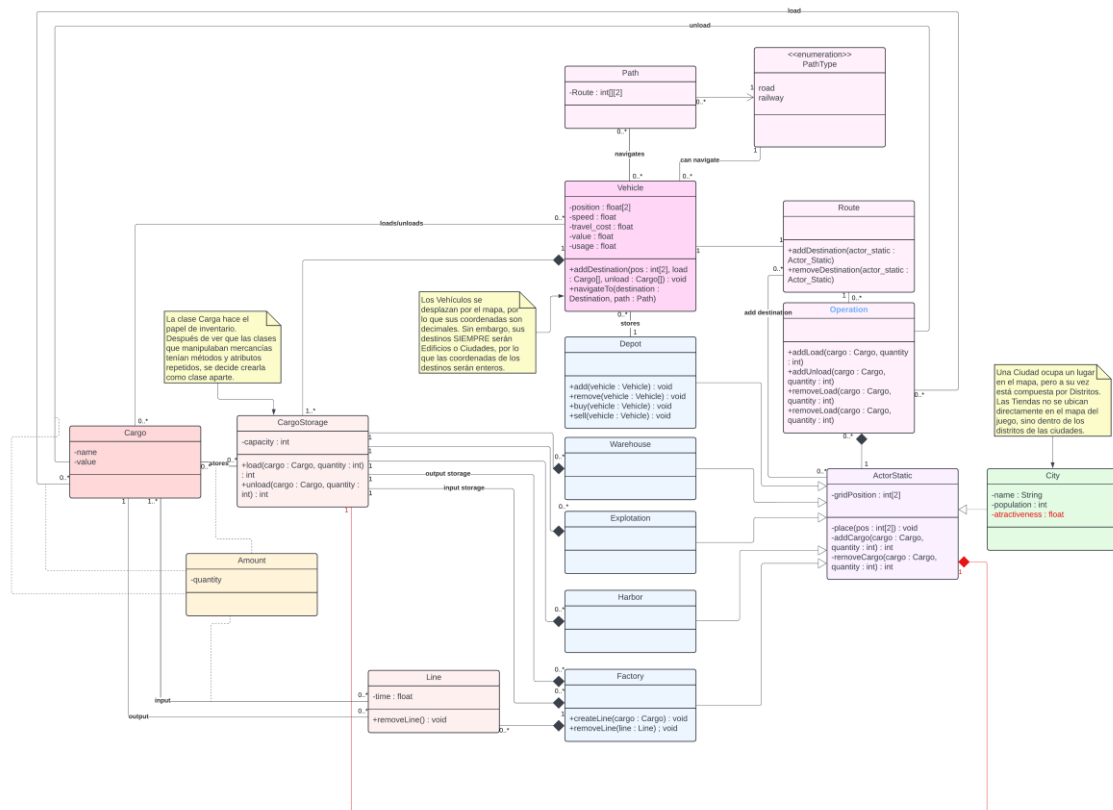 load
unload
<<enumeration>>
PathType
road
railway
Path
-Route : int[][2]
1
0..*
0..*
1
navigates
can navigate
0..*
0..*
Vehicle
-position : float[2]
-speed : float
-travel_cost : float
-value : float
-usage : float
+addDestination(pos : int[2], load
: Cargo[], unload : Cargo[]) : void
+navigateTo(destination :
Destination, path : Path)
0..*
loads/unloads
1
1
1
0..*
Route
+addDestination(actor_static :
Actor_Static)
+removeDestination(actor_static :
Actor_Static)
1
0..*
add destination
Operation
+addLoad(cargo : Cargo, quantity
: int)
+addUnload(cargo : Cargo,
quantity : int)
+removeLoad(cargo : Cargo,
quantity : int)
+removeLoad(cargo : Cargo,
quantity : int)
0..*
0..*
1
0..*
La clase Carga hace el
papel de inventario.
Después de ver que las clases
que manipulaban mercancías
tenían métodos y atributos
repetidos, se decide crearla
como clase aparte.
Los Vehículos se
desplazan por el mapa, por
lo que sus coordenadas son
decimales. Sin embargo, sus
destinos SIEMPRE serán
Edificios o Ciudades, por lo
que las coordenadas de los
destinos serán enteros.
Una Ciudad ocupa un lugar
en el mapa, pero a su vez
está compuesta por Distritos.
Las Tiendas no se ubican
directamente en el mapa del
juego, sino dentro de los
distritos de las ciudades.
0..*
stores
1
Depot
+add(vehicle : Vehicle) : void
+remove(vehicle : Vehicle) : void
+buy(vehicle : Vehicle) : void
+sell(vehicle : Vehicle) : void
0..*
1..*
Cargo
-name
-value
0..*
0..*
stores
0..*
1
1..*
CargoStorage
-capacity : int
+load(cargo : Cargo, quantity : int)
: int
+unload(cargo : Cargo, quantity :
int) : int
1
1
1
1
1
1
output storage
input storage
Warehouse
0..*
0..*
Explotation
Harbor
0..*
ActorStatic
-gridPosition : int[2]
-place(pos : int[2]) : void
-addCargo(cargo : Cargo,
quantity : int) : int
-removeCargo(cargo : Cargo,
quantity : int) : int
1
City
-name : String
-population : int
-atractiveness : float
Amount
-quantity
Line
-time : float
+removeLine() : void
0..*
input
0..*
output
0..*
0..*
0..*
1
Factory
+createLine(cargo : Cargo) : void
+removeLine(line : Line) ; void